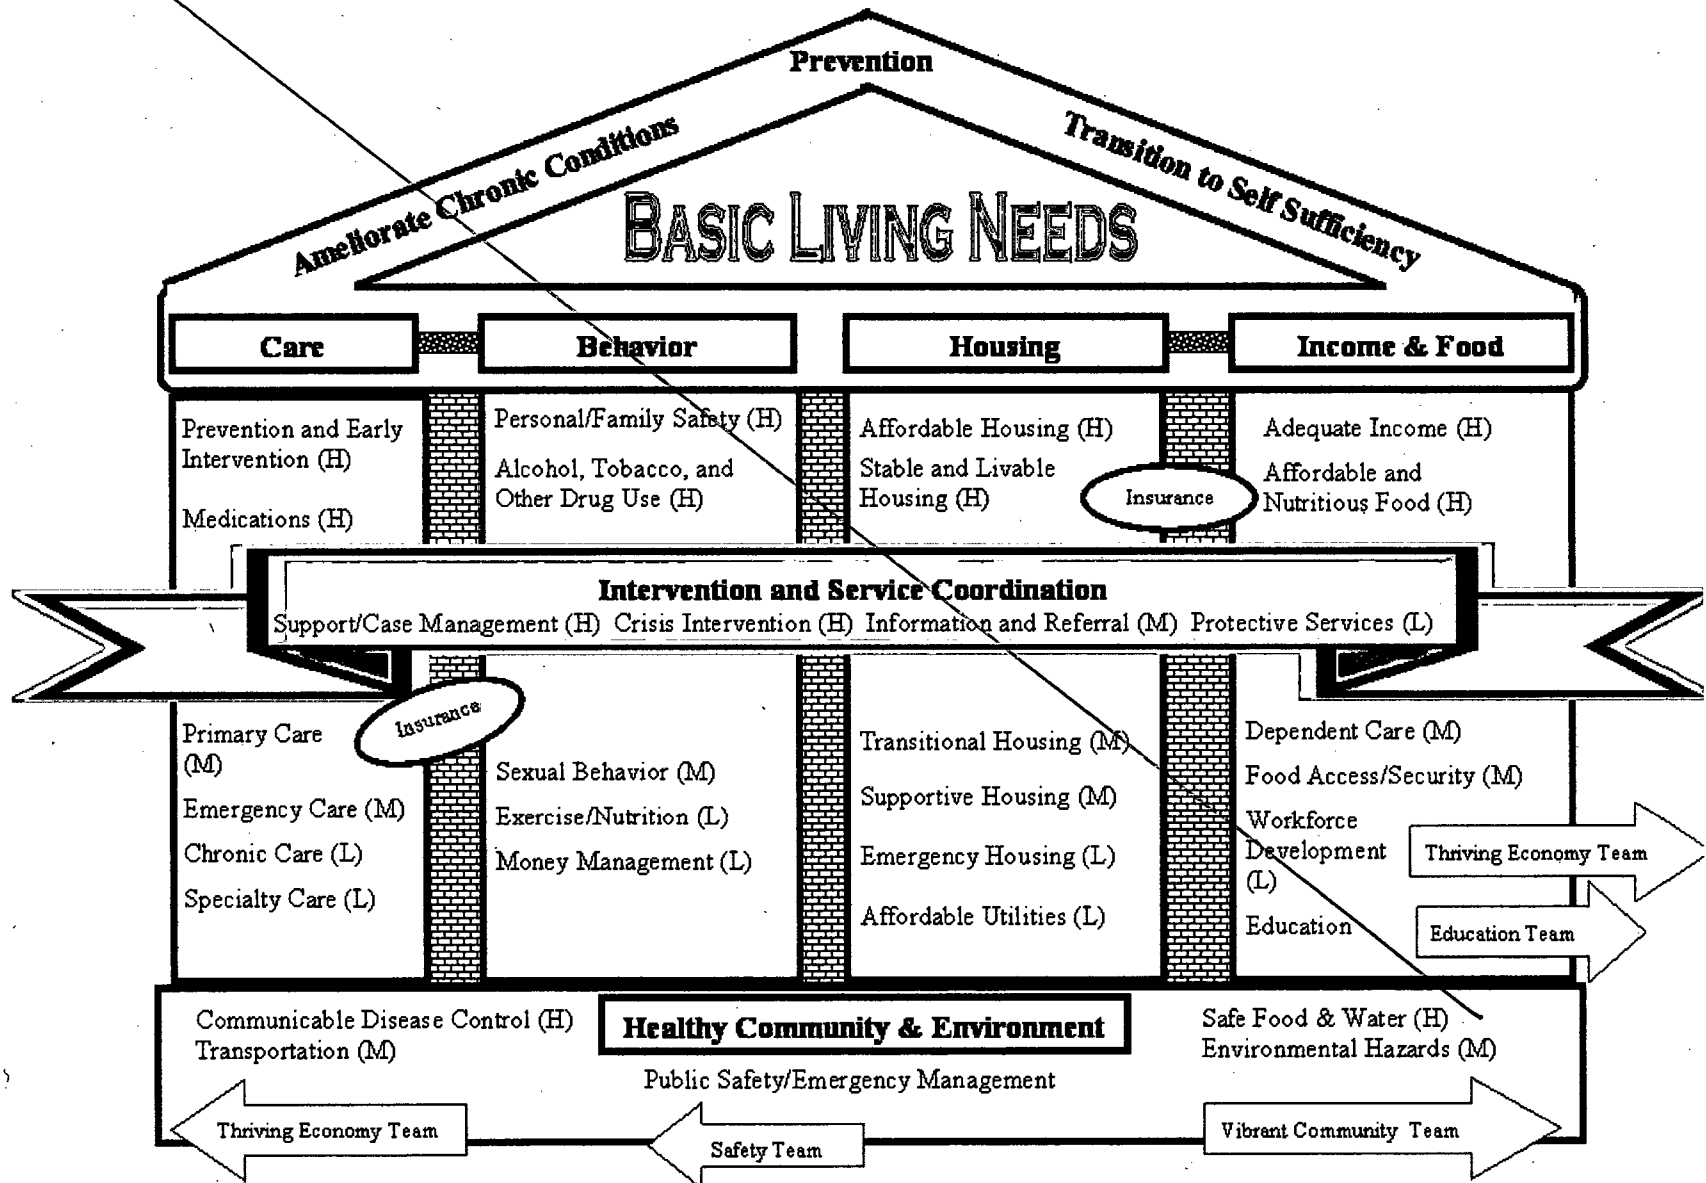 Prevention
Ameliorate Chronic Conditions
Transition to Self Sufficiency
BASIC LIVING NEEDS
Care
Behavior
Housing
Income & Food
Prevention and Early
Intervention (H)
Medications (H)
Personal/Family Safety (H)
Alcohol, Tobacco, and
Other Drug Use (H)
Affordable Housing (H)
Stable and Livable
Housing (H)
Insurance
Adequate Income (H)
Affordable and
Nutritious Food (H)
Intervention and Service Coordination
Support/Case Management (H) Crisis Intervention (H) Information and Referral (M) Protective Services (L)
Insurance
Primary Care
(M)
Emergency Care (M)
Chronic Care (L)
Specialty Care (L)
Sexual Behavior (M)
Exercise/Nutrition (L)
Money Management (L)
Transitional Housing (M)
Supportive Housing (M)
Emergency Housing (L)
Affordable Utilities (L)
Dependent Care (M)
Food Access/Security (M)
Workforce
Development
(L)
Education
Thriving Economy Team
Education Team
Communicable Disease Control (H)
Transportation (M)
Healthy Community & Environment
Public Safety/Emergency Management
Safe Food & Water (H)
Environmental Hazards (M)
Thriving Economy Team
Safety Team
Vibrant Community Team